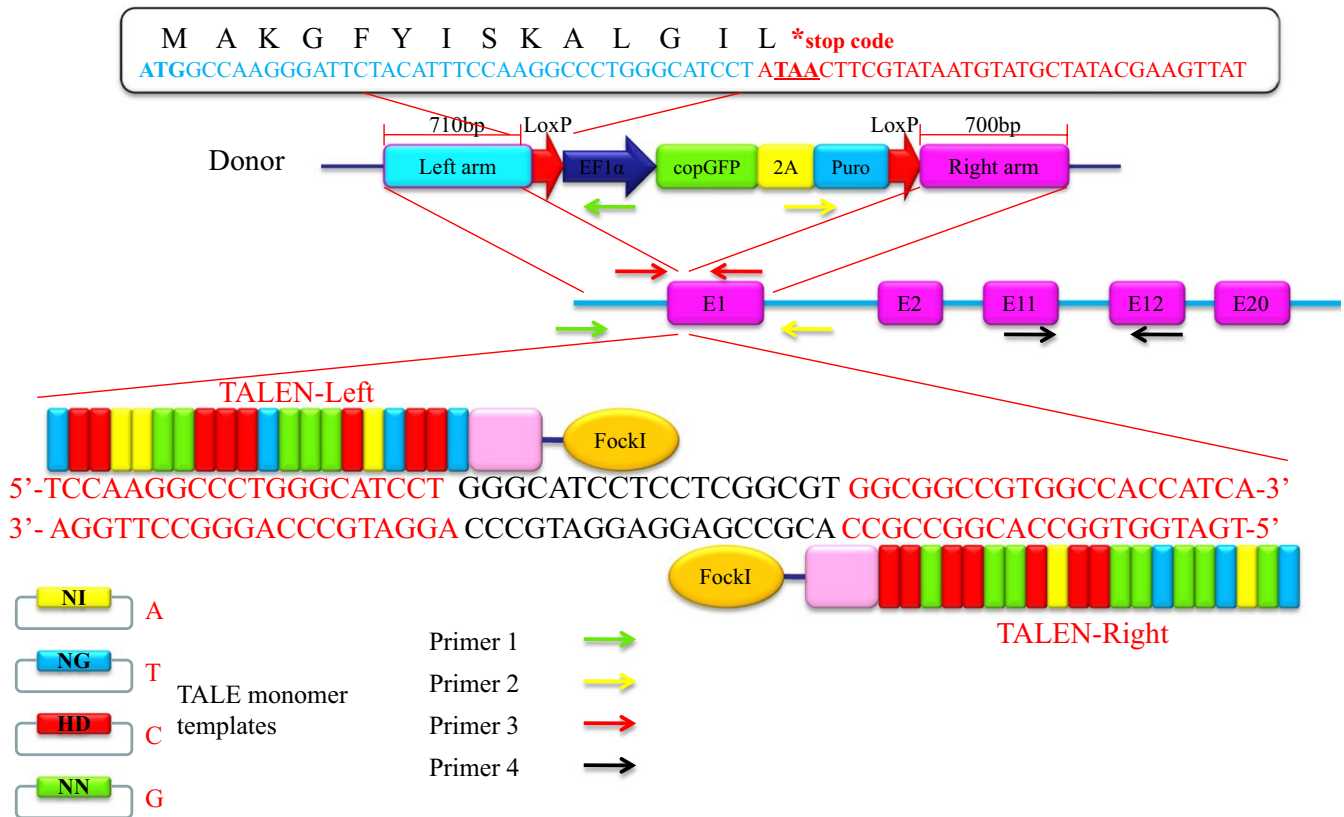 M A K G F Y I S K A L G I L *stop code
ATGGCCAAGGGATTCTACATTTCCAAGGCCCTGGGCATCCT ATAACTTCGTATAATGTATGCTATACGAAGTTAT
710bp LoxP LoxP 700bp
Donor Left arm EF1α copGFP 2A Puro Right arm
E1 E2 E11 E12 E20
TALEN-Left
FockI
5’-TCCAAGGCCCTGGGCATCCT GGGCATCCTCCTCGGCGT GGCGGCCGTGGCCACCATCA-3’
3’- AGGTTCCGGGACCCGTAGGA CCCGTAGGAGGAGCCGCA CCGCCGGCACCGGTGGTAGT-5’
FockI
TALEN-Right
NI A
NG T
HD C
NN G
TALE monomer
templates
Primer 1
Primer 2
Primer 3
Primer 4